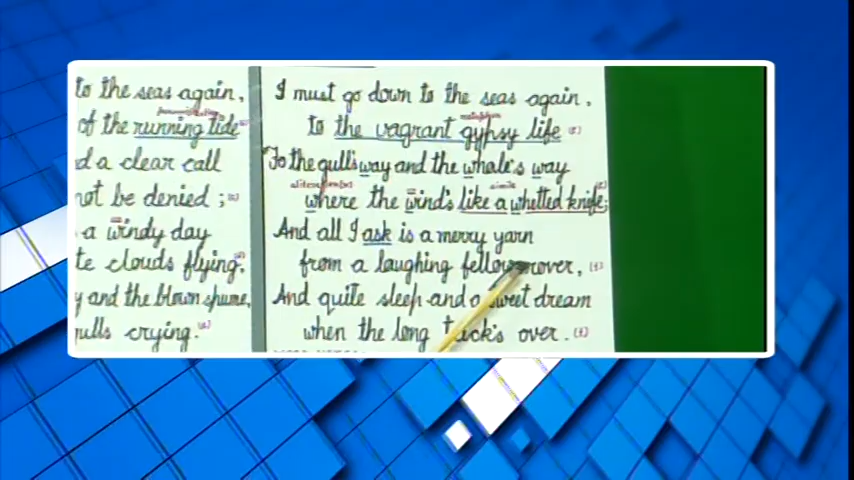 to the seas again,
of the running tide
d a clear call
not be denied ;
a windy day
te clouds flying,
y and the blown spume,
ulls crying.
I must go down to the seas again,
to the vagrant gypsy life
To the gull's way and the whale's way
where the wind's like a whetted knife;
simile
And all I ask is a merry yarn
from a laughing fellow rover,
And quite sleep and a sweet dream
when the long trick's over.